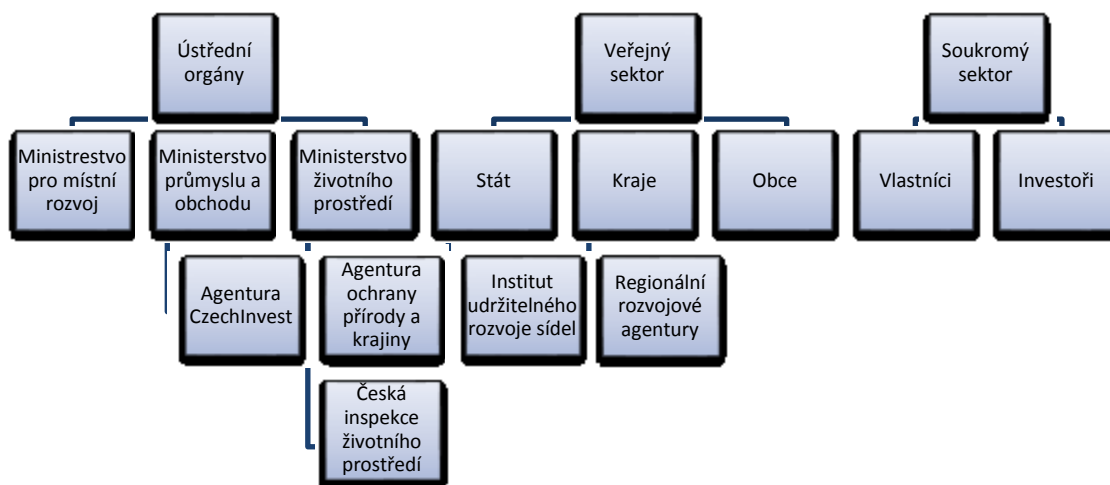 Ústřední
orgány
Veřejný
sektor
Soukromý
sektor
Ministrestvo
pro místní
rozvoj
Ministerstvo
průmyslu a
obchodu
Ministerstvo
životního
prostředí
Stát
Kraje
Obce
Vlastníci
Investoři
Agentura
CzechInvest
Agentura
ochrany
přírody a
krajiny
Institut
udržitelného
rozvoje sídel
Regionální
rozvojové
agentury
Česká
inspekce
životního
prostředí